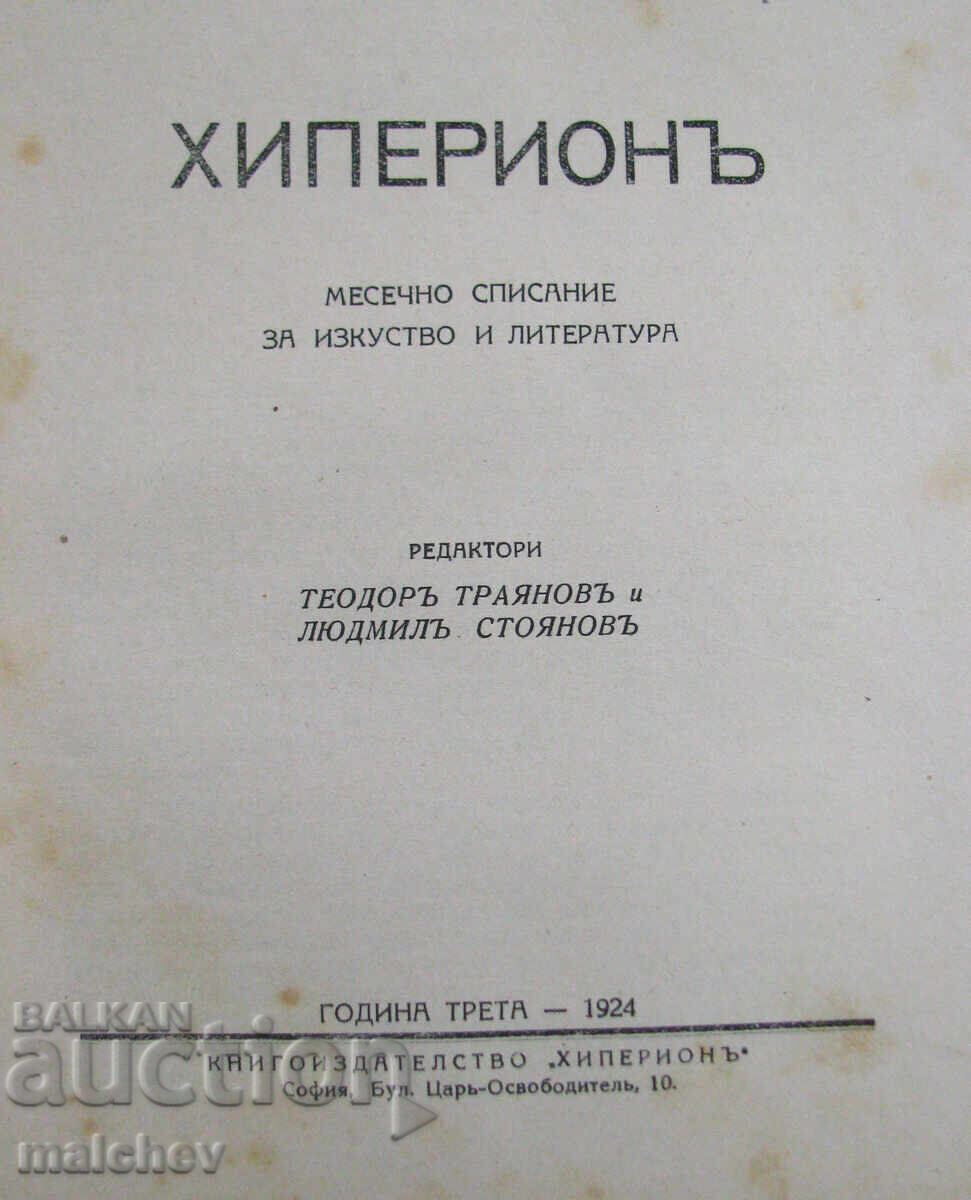 ХИПЕРИОНЪ
МЕСЕЧНО СПИСАНИЕ
ЗА ИЗКУСТВО И ЛИТЕРАТУРА
РЕДАКТОРИ
ТЕОДОРЪ ТРАЯНОВЪ и
ЛЮДМИЛЪ СТОЯНОВЪ
ГОДИНА ТРЕТА — 1924
КНИГОИЗДАТЕЛСТВО „ХИПЕРИОНЪ“
София, Бул. Царь-Освободитель, 10.
BALKAN
auction
malchev